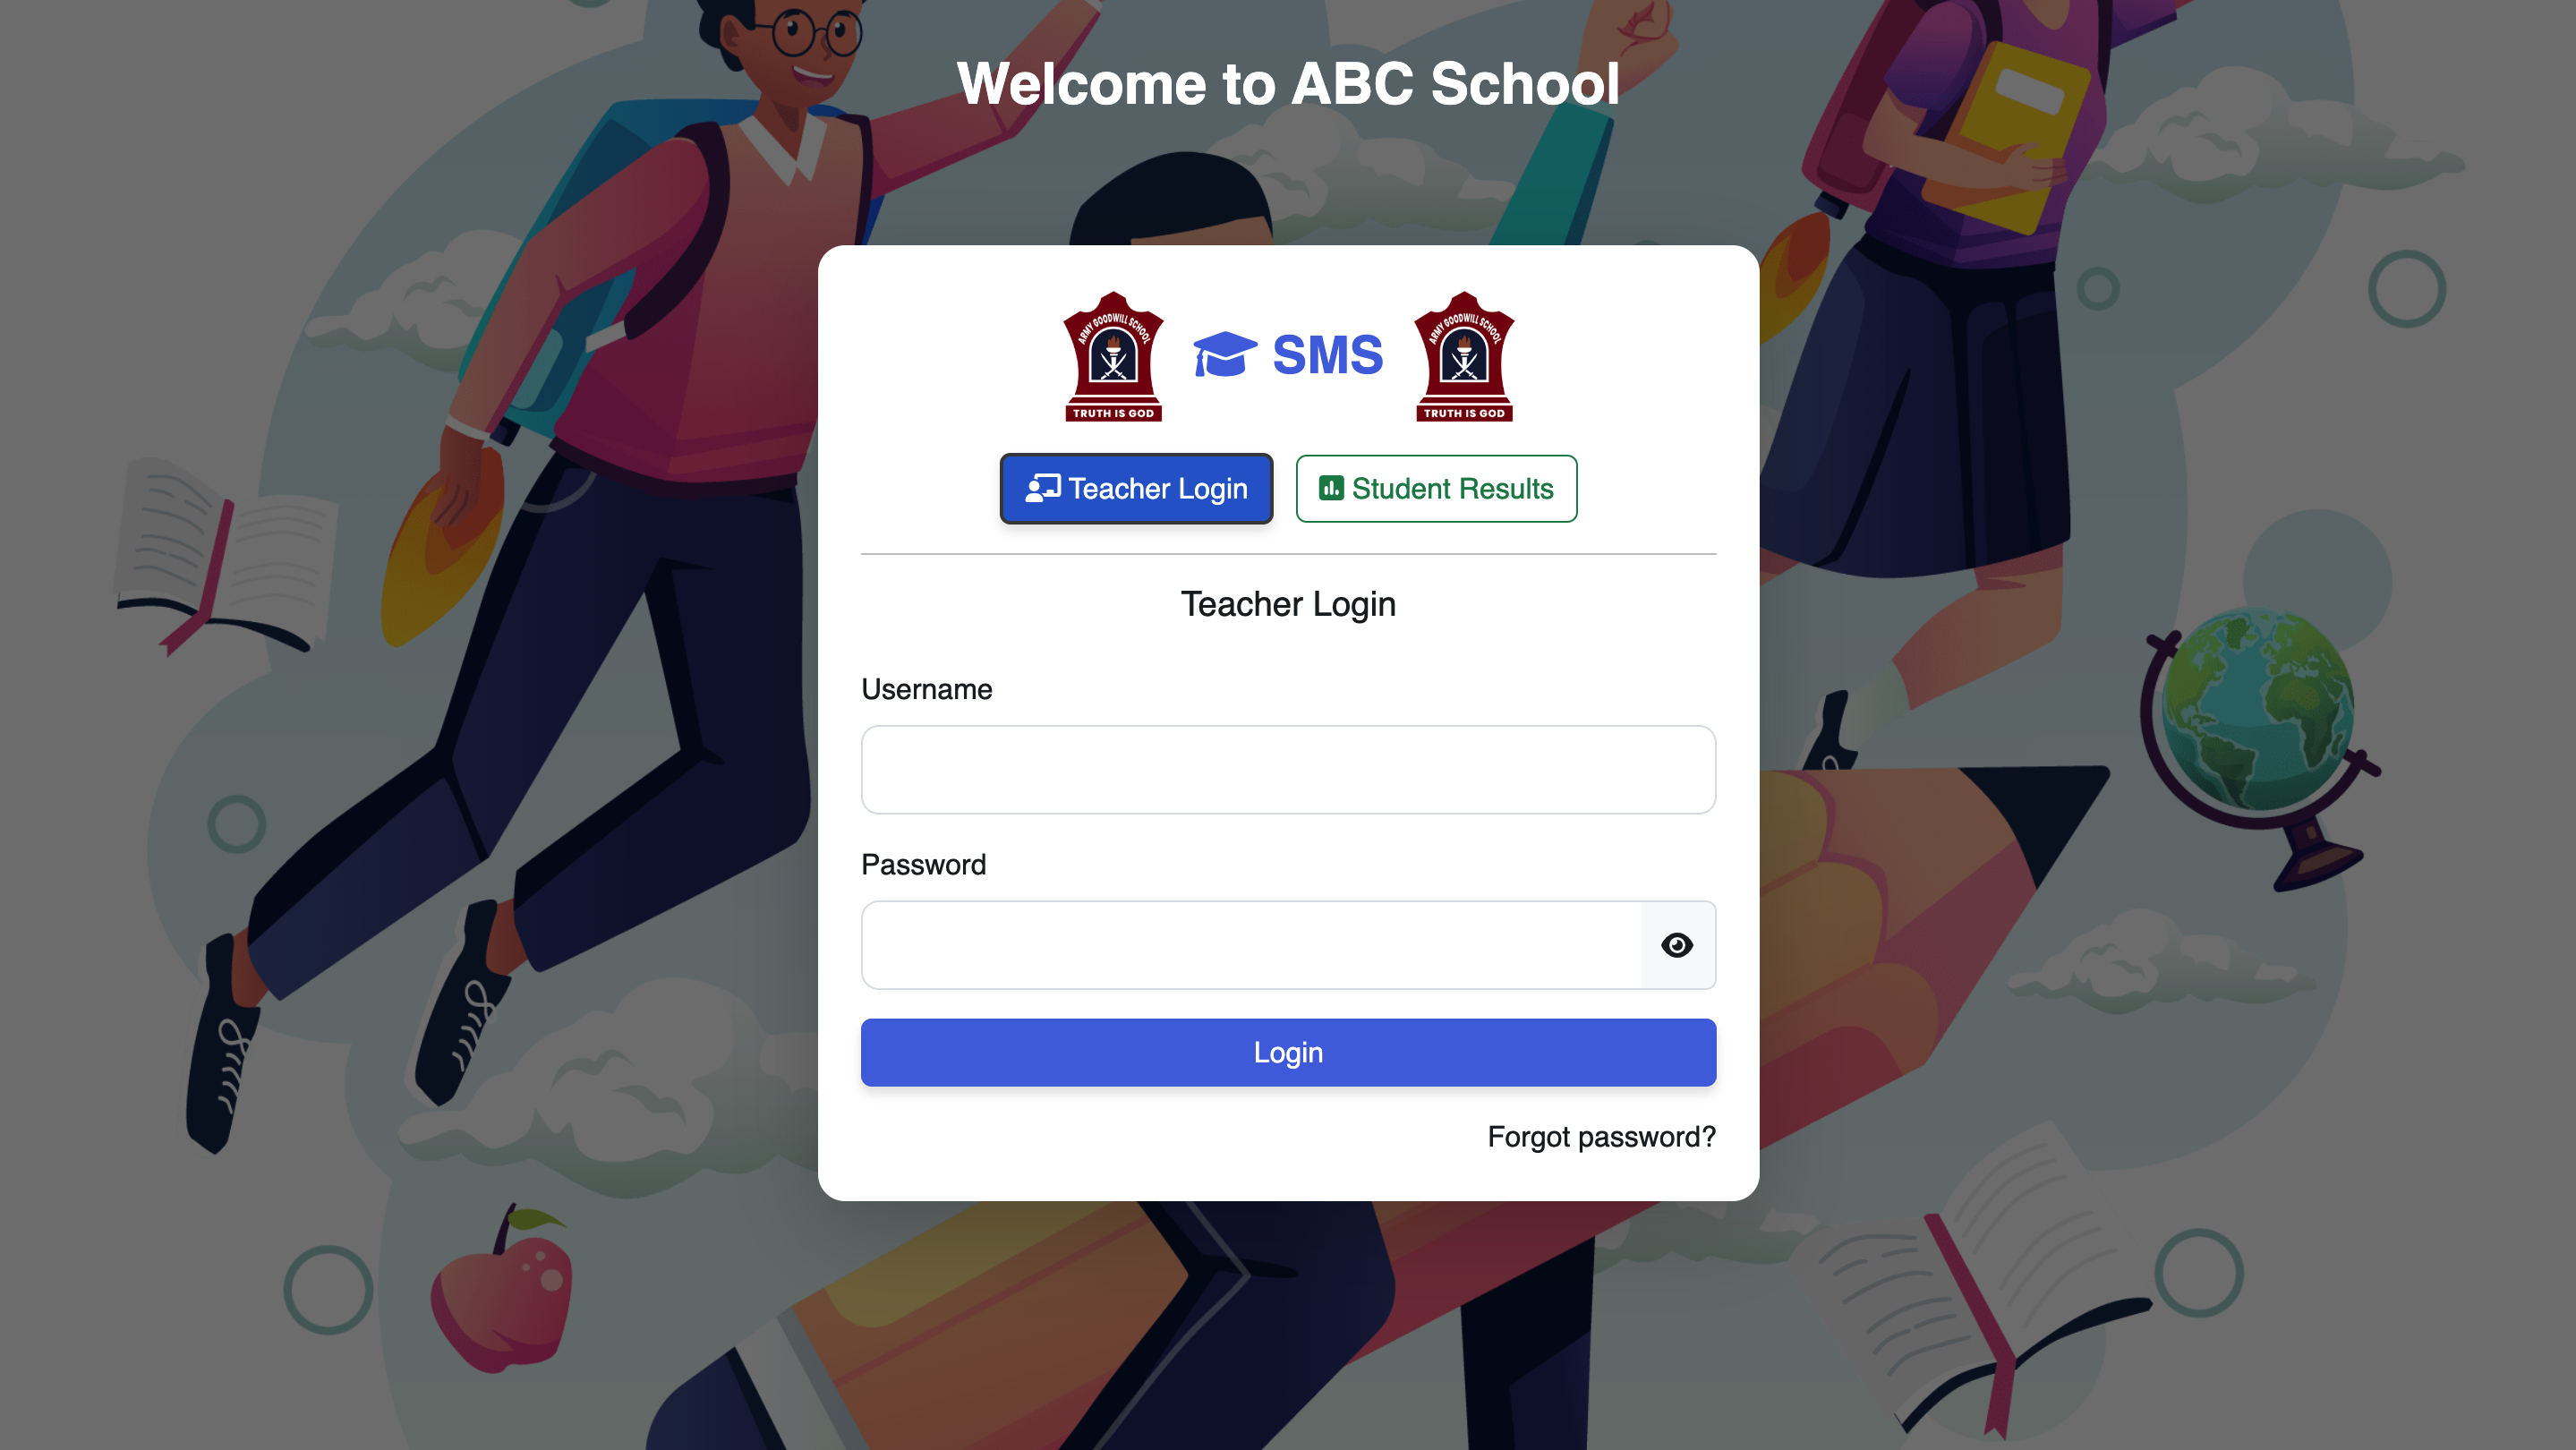 Welcome to ABC School
ARMY GOODWILL SCHOOL
TRUTH IS GOD
SMS
ARMY GOODWILL SCHOOL
TRUTH IS GOD
Teacher Login
Student Results
Teacher Login
Username
Password
Login
Forgot password?